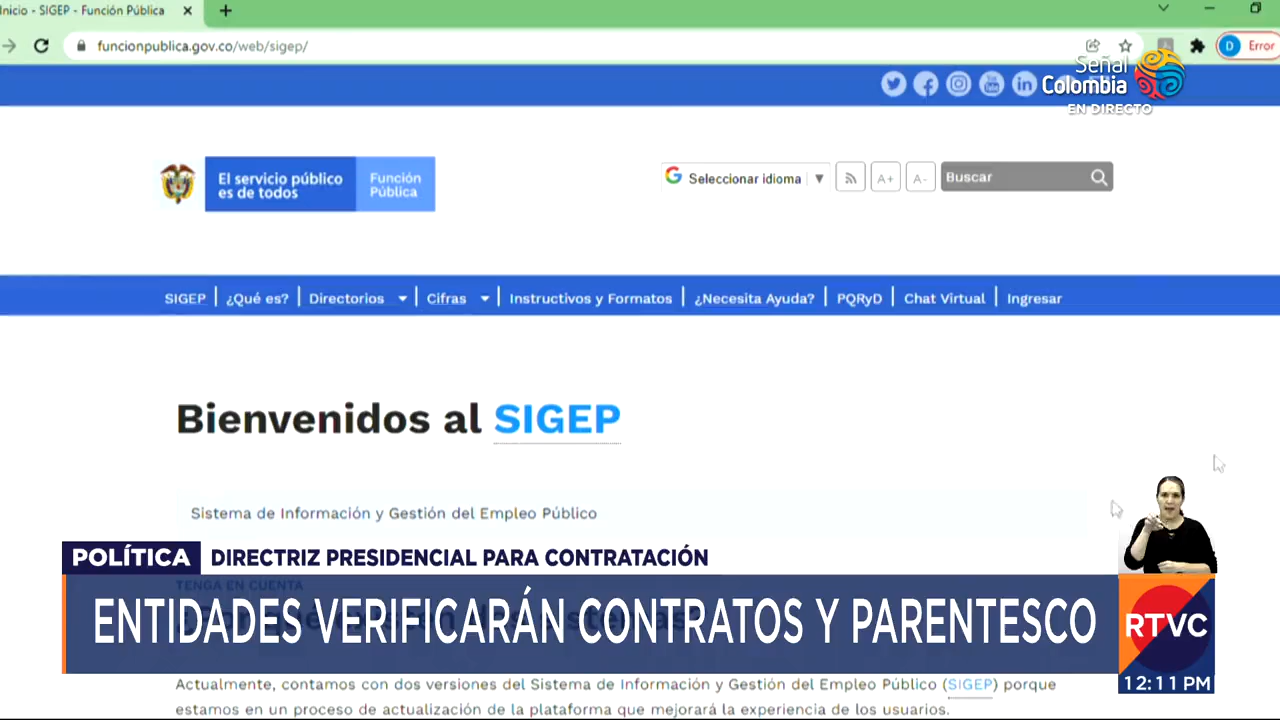 Inicio - SIGEP - Función Pública
funcionpublica.gov.co/web/sigep/
D Error
Señal
Colombia
EN DIRECTO
El servicio público
es de todos
Función
Pública
Seleccionar idioma
A+
A-
Buscar
SIGEP
¿Qué es?
Directorios
Cifras
Instructivos y Formatos
¿Necesita Ayuda?
PQRyD
Chat Virtual
Ingresar
Bienvenidos al SIGEP
Sistema de Información y Gestión del Empleo Público
POLÍTICA
DIRECTRIZ PRESIDENCIAL PARA CONTRATACIÓN
TENGA EN CUENTA
ENTIDADES VERIFICARÁN CONTRATOS Y PARENTESCO
RTVC
12:11 PM
Actualmente, contamos con dos versiones del Sistema de Información y Gestión del Empleo Público (SIGEP) porque
estamos en un proceso de actualización de la plataforma que mejorará la experiencia de los usuarios.